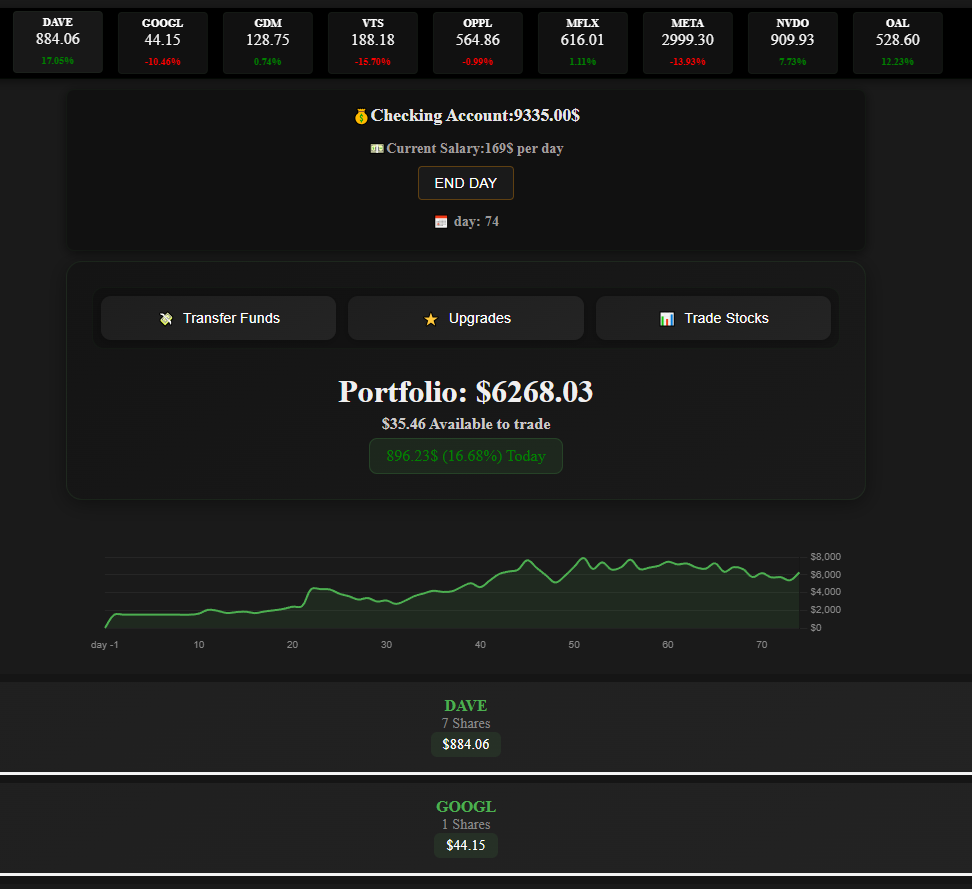 DAVE GOOGL GDM VTS OPPL MFLX META NVDO OAL
884.06 44.15 128.75 188.18 564.86 616.01 2999.30 909.93 528.60
17.05% -10.46% 0.74% -15.70% -0.99% 1.11% -13.93% 7.73% 12.23%
Checking Account:9335.00$
Current Salary:169$ per day
END DAY
day: 74
Transfer Funds Upgrades Trade Stocks
Portfolio: $6268.03
$35.46 Available to trade
896.23$ (16.68%) Today
$8,000
$6,000
$4,000
$2,000
$0
day -1 10 20 30 40 50 60 70
DAVE
7 Shares
$884.06
GOOGL
1 Shares
$44.15